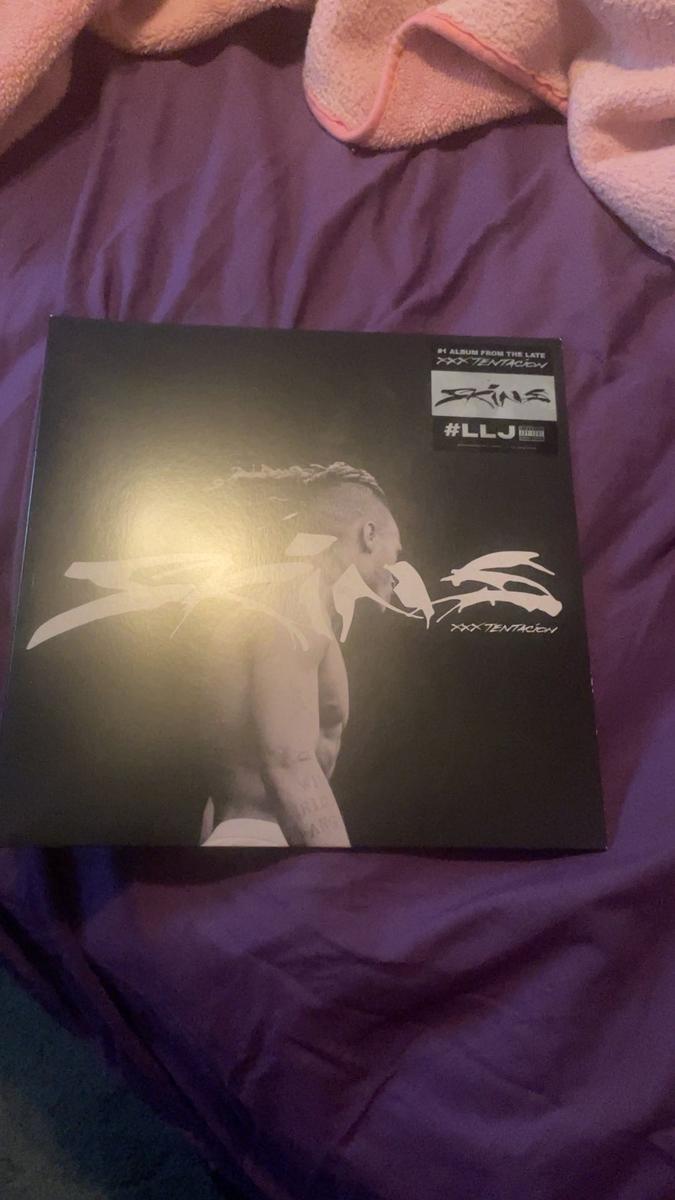 #1 ALBUM FROM THE LATE
XXXTENTACION
SKINS
#LLJ
SKINS
XXXTENTACION